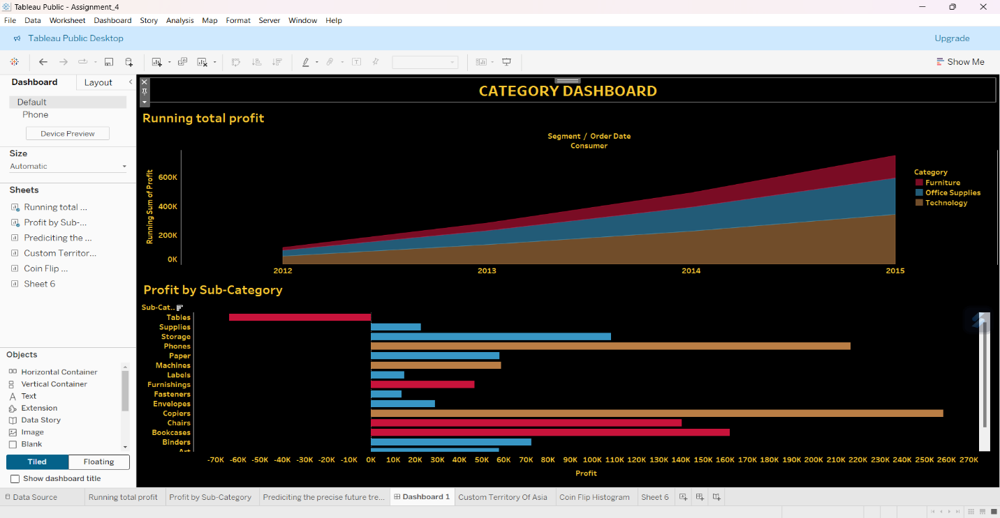 Tableau Public - Assignment_4
File Data Worksheet Dashboard Story Analysis Map Format Server Window Help
Tableau Public Desktop Upgrade
Show Me
Dashboard Layout
Default
Phone
Device Preview
Size
Automatic
Sheets
Running total ...
Profit by Sub-...
Prediciting the ...
Custom Territor...
Coin Flip ...
Sheet 6
Objects
Horizontal Container
Vertical Container
Text
Extension
Data Story
Image
Blank
Tiled Floating
Show dashboard title
CATEGORY DASHBOARD
Running total profit
Segment / Order Date
Consumer
Running Sum of Profit
600K
400K
200K
0K
2012 2013 2014 2015
Category
Furniture
Office Supplies
Technology
Profit by Sub-Category
Sub-Cat..
Tables
Supplies
Storage
Phones
Paper
Machines
Labels
Furnishings
Fasteners
Envelopes
Copiers
Chairs
Bookcases
Binders
Art
-70K -60K -50K -40K -30K -20K -10K 0K 10K 20K 30K 40K 50K 60K 70K 80K 90K 100K 110K 120K 130K 140K 150K 160K 170K 180K 190K 200K 210K 220K 230K 240K 250K 260K 270K
Profit
Data Source Running total profit Profit by Sub-Category Prediciting the precise future tre... Dashboard 1 Custom Territory Of Asia Coin Flip Histogram Sheet 6